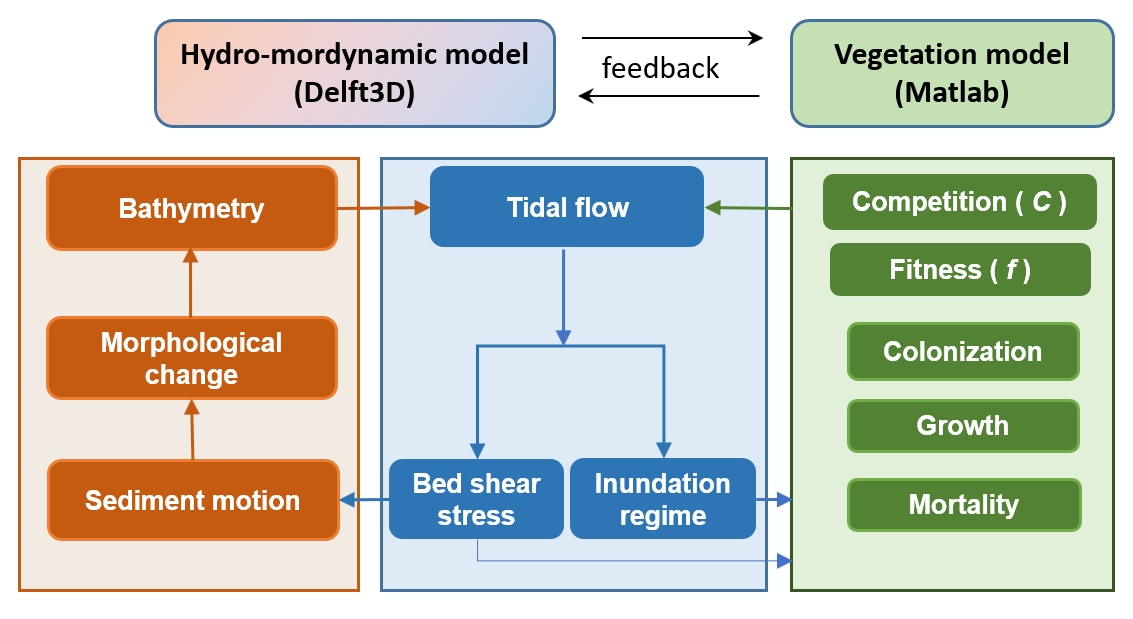 Hydro-mordynamic model
(Delft3D)
feedback
Vegetation model
(Matlab)
Bathymetry
Morphological
change
Sediment motion
Tidal flow
Bed shear
stress
Inundation
regime
Competition ( C )
Fitness ( f )
Colonization
Growth
Mortality